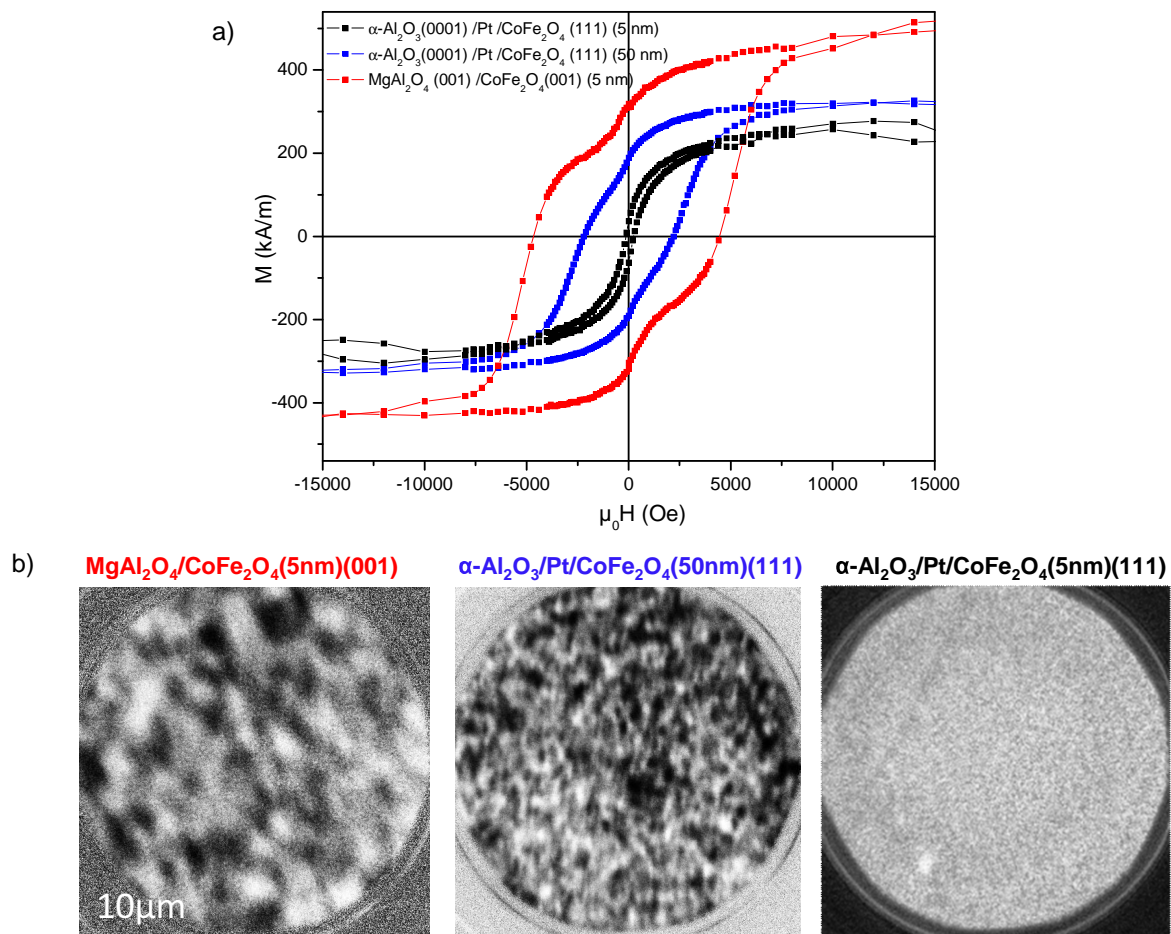 a)
α-Al₂O₃(0001) /Pt /CoFe₂O₄ (111) (5 nm)
α-Al₂O₃(0001) /Pt /CoFe₂O₄ (111) (50 nm)
MgAl₂O₄ (001) /CoFe₂O₄(001) (5 nm)
M (kA/m)
400
200
0
-200
-400
-15000 -10000 -5000 0 5000 10000 15000
μ₀H (Oe)
b)
MgAl₂O₄/CoFe₂O₄(5nm)(001) α-Al₂O₃/Pt/CoFe₂O₄(50nm)(111) α-Al₂O₃/Pt/CoFe₂O₄(5nm)(111)
10μm